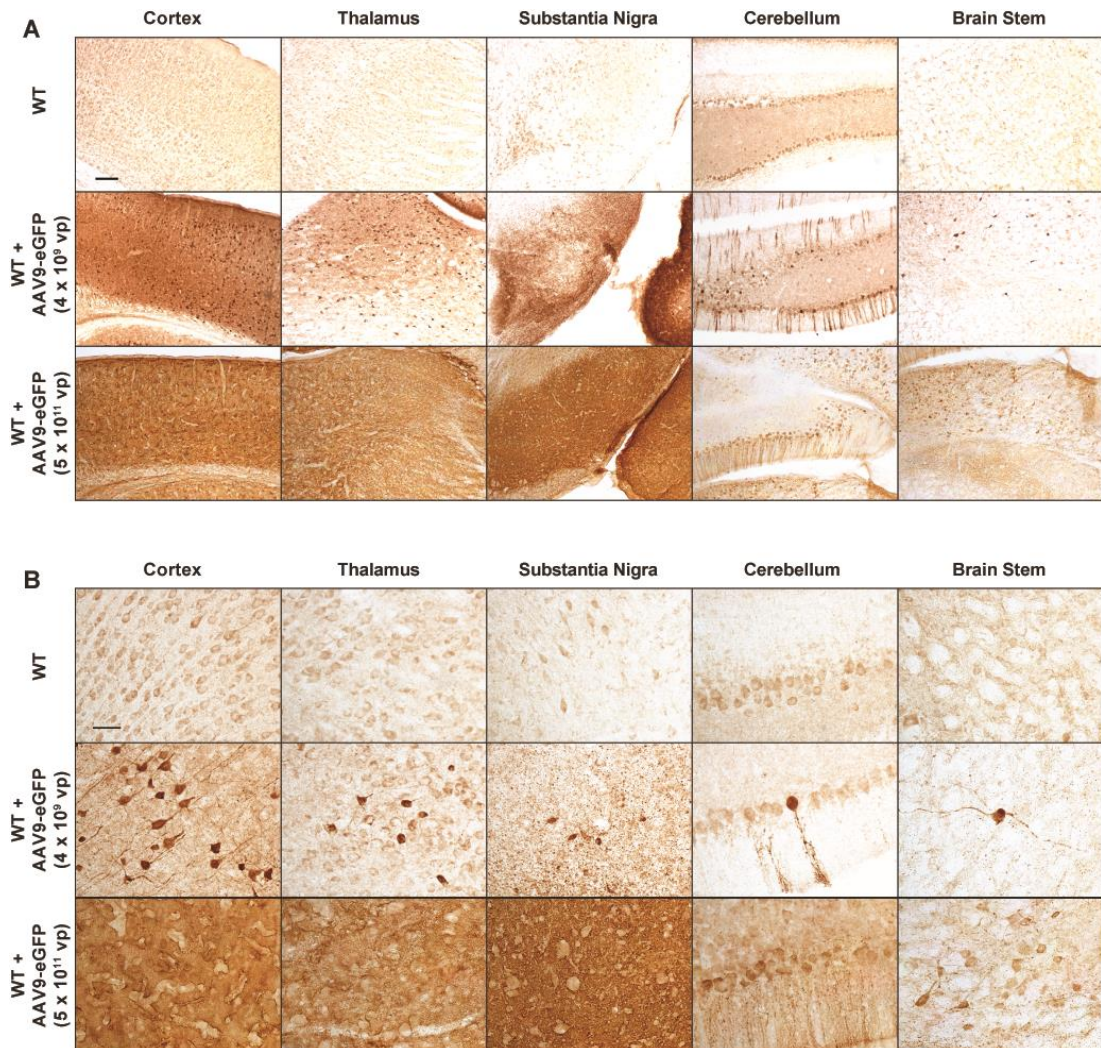 A
Cortex
Thalamus
Substantia Nigra
Cerebellum
Brain Stem
WT
WT +
AAV9-eGFP
(4 x 10⁹ vp)
WT +
AAV9-eGFP
(5 x 10¹¹ vp)
B
Cortex
Thalamus
Substantia Nigra
Cerebellum
Brain Stem
WT
WT +
AAV9-eGFP
(4 x 10⁹ vp)
WT +
AAV9-eGFP
(5 x 10¹¹ vp)